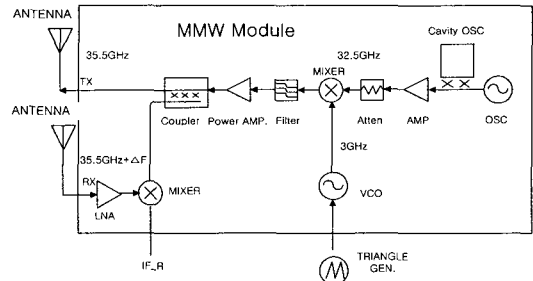 ANTENNA
MMW Module
Cavity OSC
35.5GHz
32.5GHz
MIXER
TX
ANTENNA
Coupler
Power AMP.
Filter
Atten
AMP
OSC
3GHz
35.5GHz+△F
RX
MIXER
VCO
LNA
IF_R
TRIANGLE
GEN.